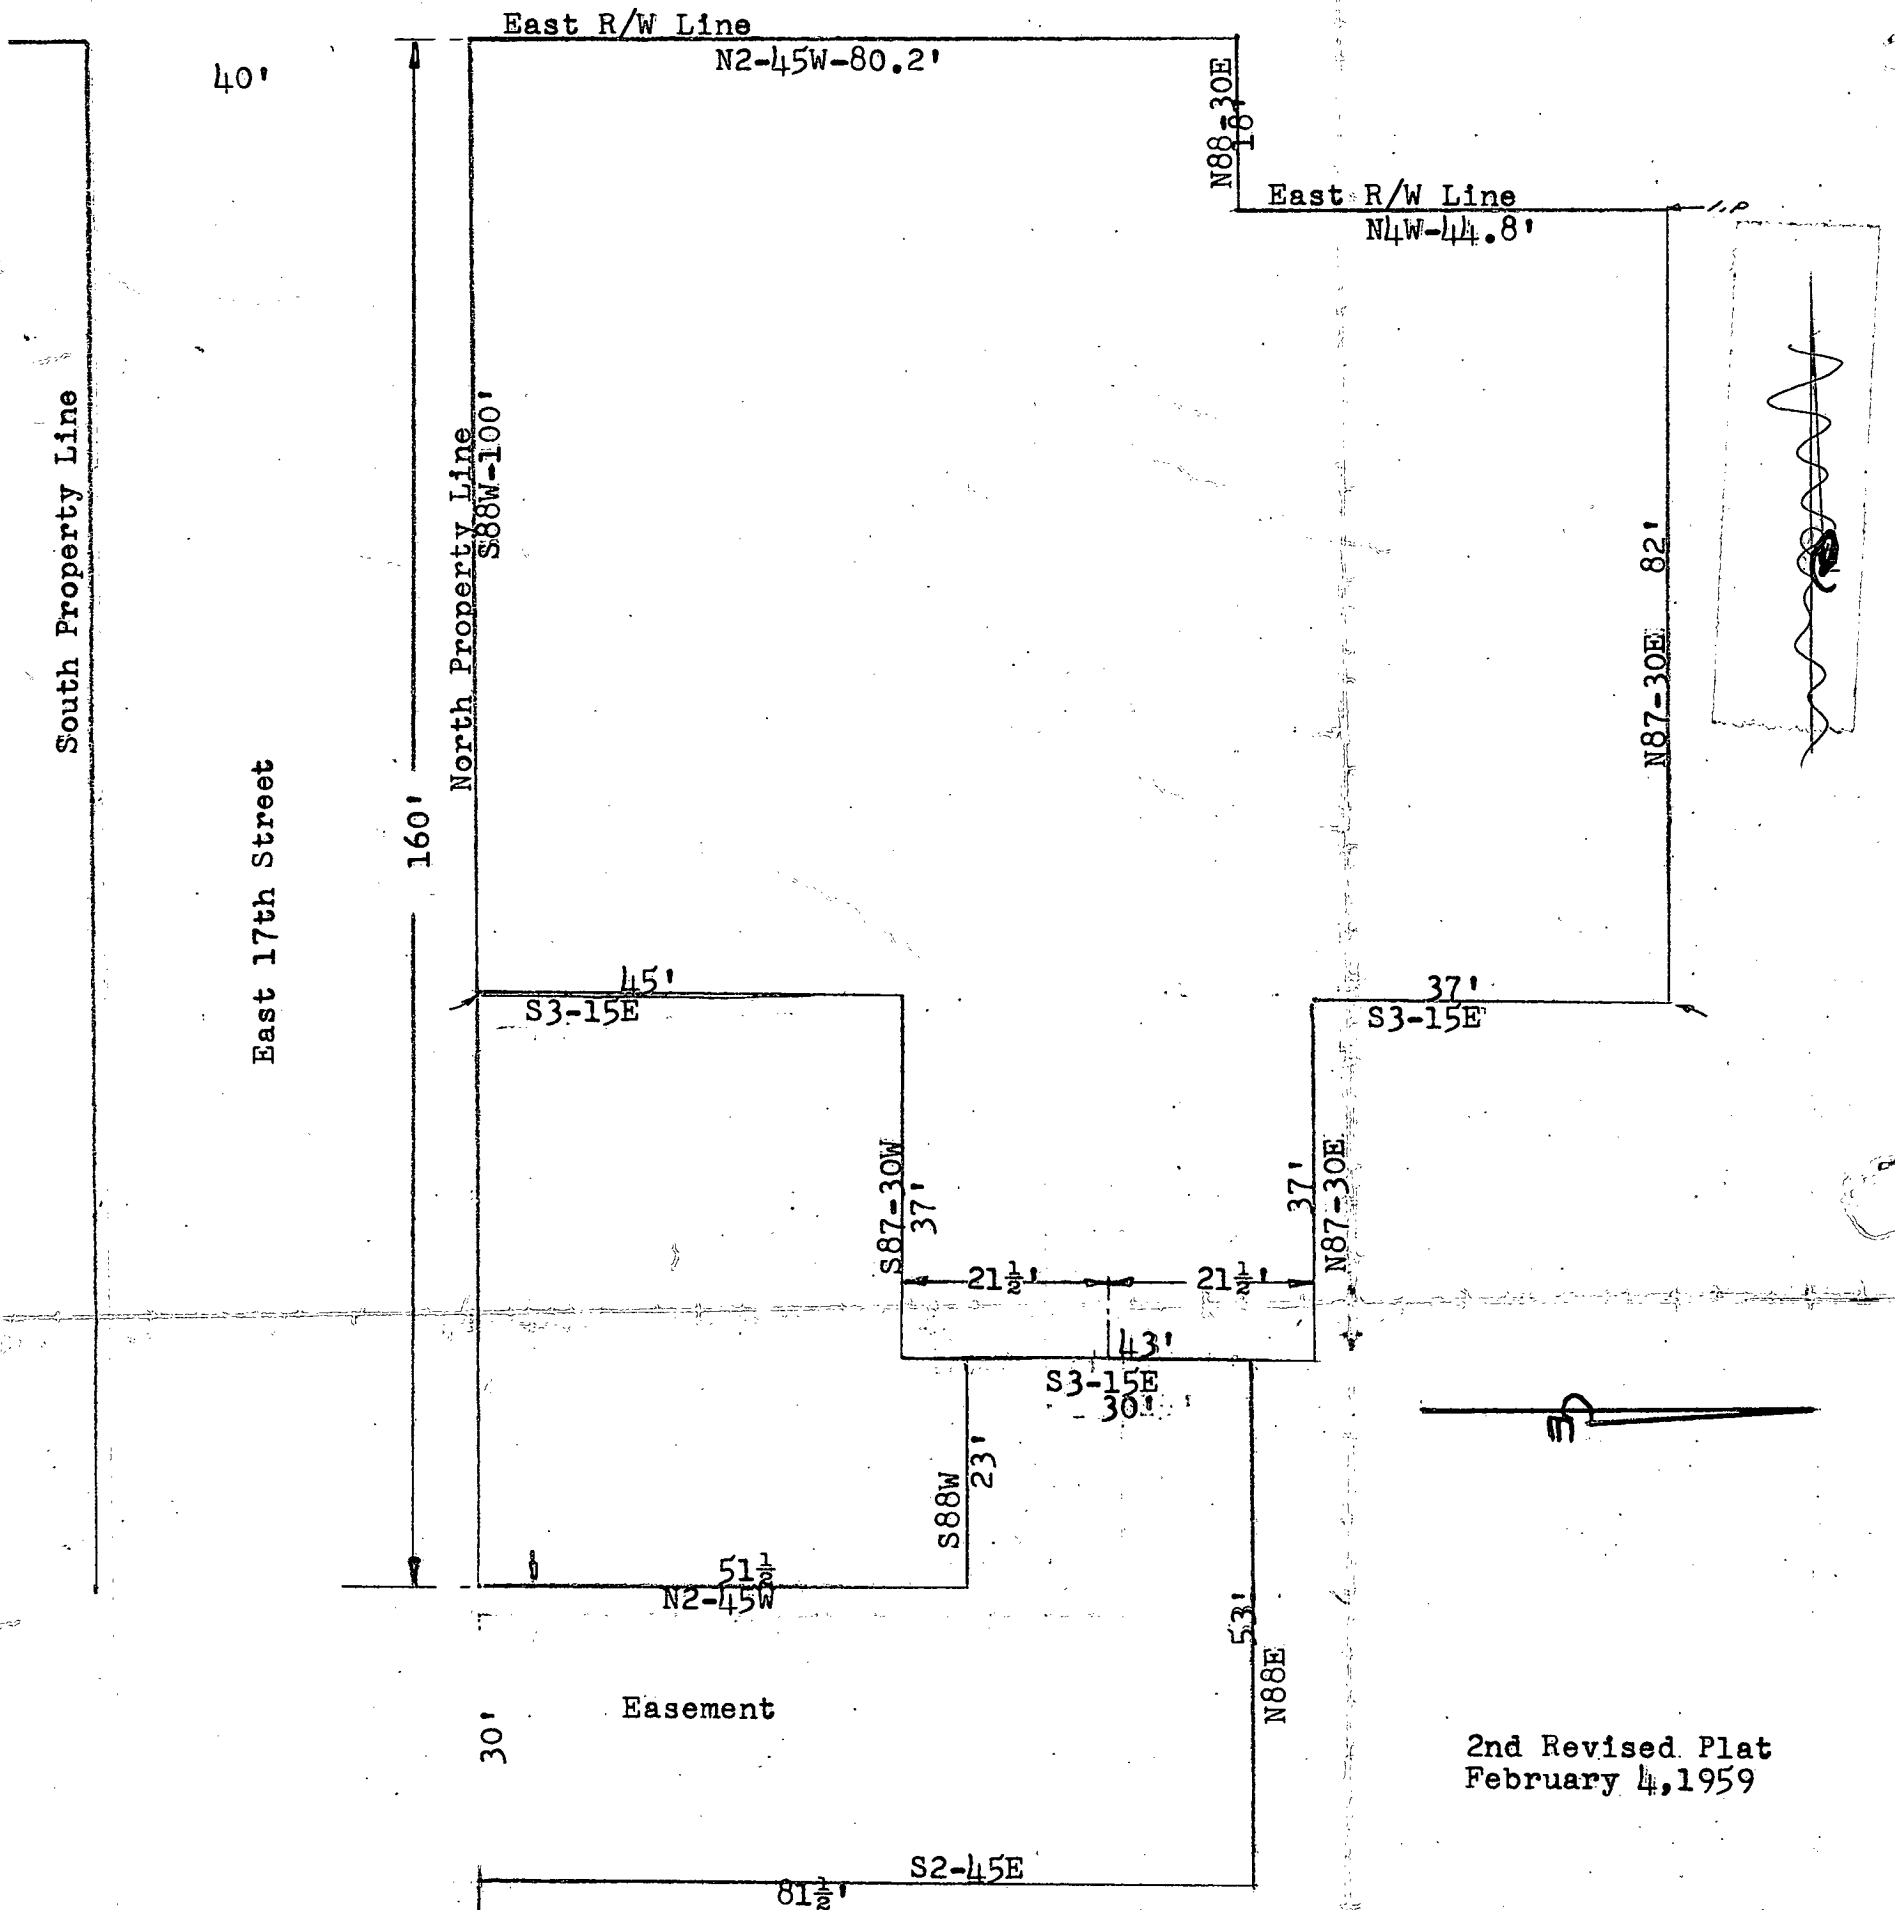 East R/W Line
N2-45W-80.2'
40'
N88-30E
18'
East R/W Line
N4W-44.8'
I.P
South Property Line
North Property Line
S88W-100'
N87-30E 82'
160'
East 17th Street
45'
S3-15E
37'
S3-15E
S87-30W
37'
37'
N87-30E
21½'
21½'
43'
S3-15E
30'
S88W
23'
51½
N2-45W
53'
N88E
Easement
30'
2nd Revised Plat
February 4,1959
S2-45E
81½'